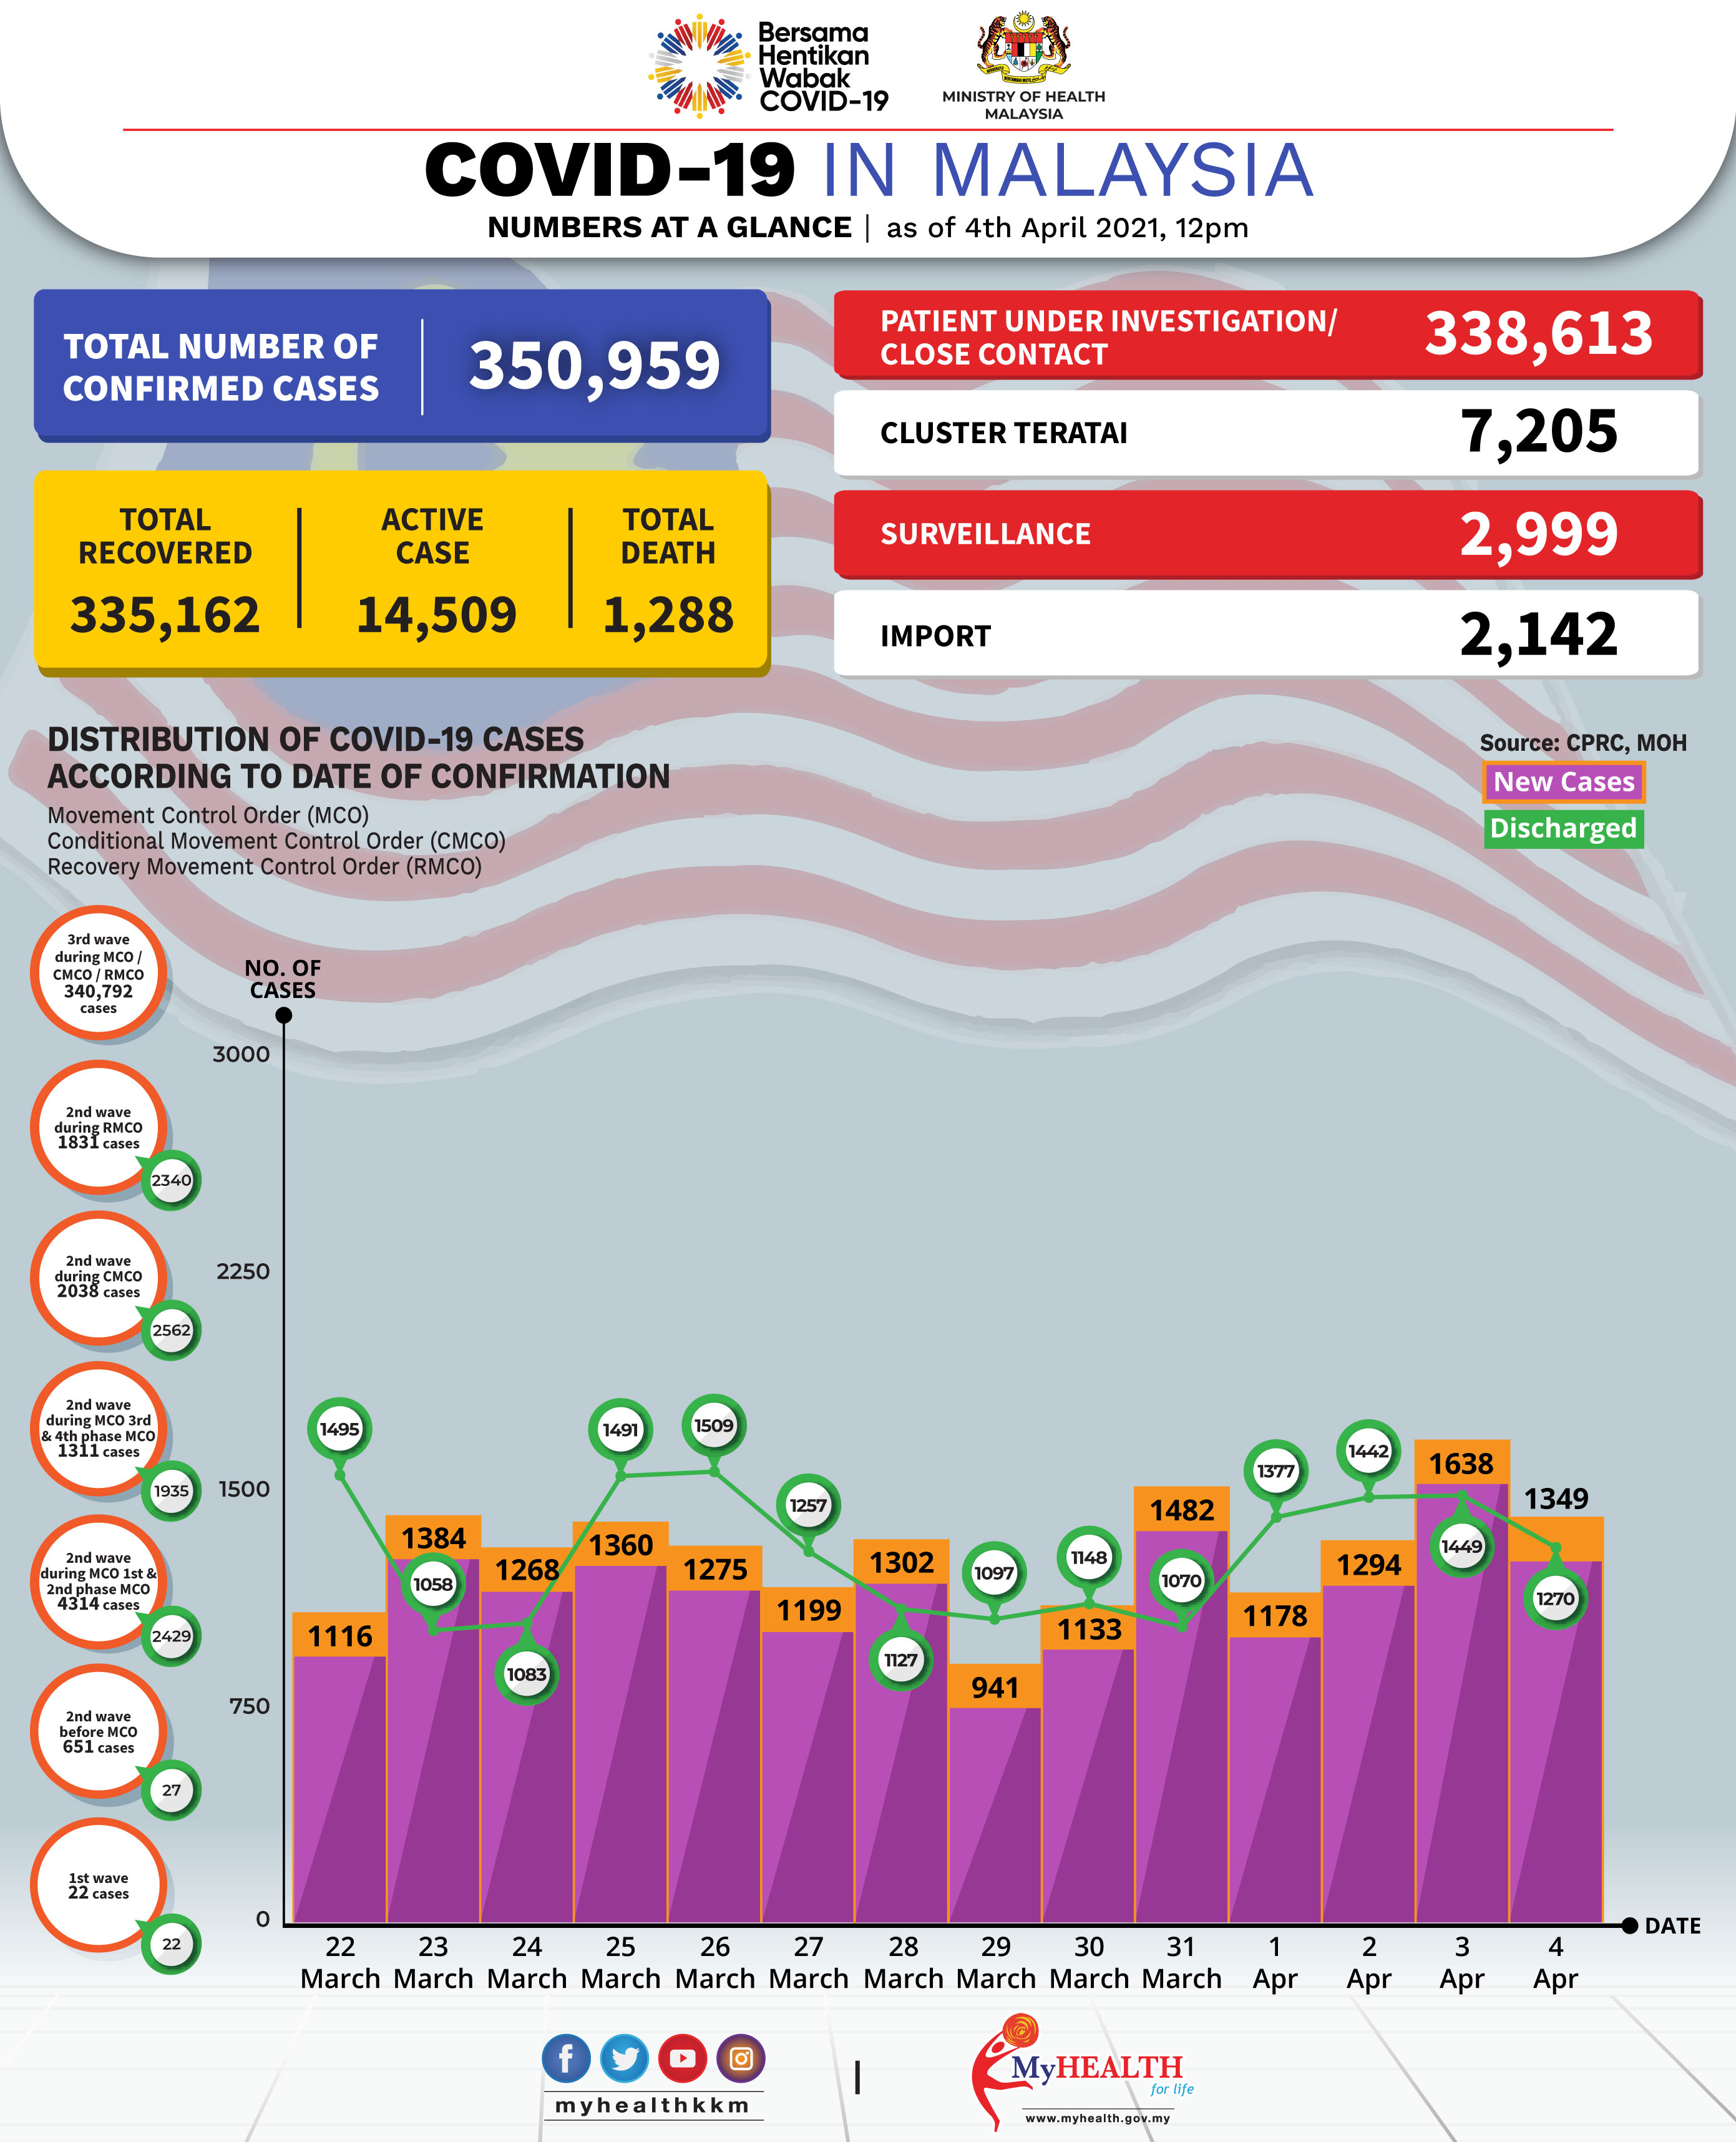 Bersama
Hentikan
Wabak
COVID-19
MINISTRY OF HEALTH
MALAYSIA
COVID-19 IN MALAYSIA
NUMBERS AT A GLANCE | as of 4th April 2021, 12pm
TOTAL NUMBER OF
CONFIRMED CASES
350,959
TOTAL
RECOVERED
335,162
ACTIVE
CASE
14,509
TOTAL
DEATH
1,288
PATIENT UNDER INVESTIGATION/
CLOSE CONTACT
338,613
CLUSTER TERATAI
7,205
SURVEILLANCE
2,999
IMPORT
2,142
DISTRIBUTION OF COVID-19 CASES
ACCORDING TO DATE OF CONFIRMATION
Movement Control Order (MCO)
Conditional Movement Control Order (CMCO)
Recovery Movement Control Order (RMCO)
Source: CPRC, MOH
New Cases
Discharged
3rd wave
during MCO /
CMCO / RMCO
340,792
cases
2nd wave
during RMCO
1831 cases
2340
2nd wave
during CMCO
2038 cases
2562
2nd wave
during MCO 3rd
& 4th phase MCO
1311 cases
1935
2nd wave
during MCO 1st &
2nd phase MCO
4314 cases
2429
2nd wave
before MCO
651 cases
27
1st wave
22 cases
22
NO. OF
CASES
3000
2250
1500
750
0
1495
1058
1083
1491
1509
1257
1127
1097
1148
1070
1377
1442
1449
1270
1116
1384
1268
1360
1275
1199
1302
941
1133
1482
1178
1294
1638
1349
DATE
22 23 24 25 26 27 28 29 30 31 1 2 3 4
March March March March March March March March March March Apr Apr Apr Apr
myhealthkkm
|
MyHEALTH
for life
www.myhealth.gov.my